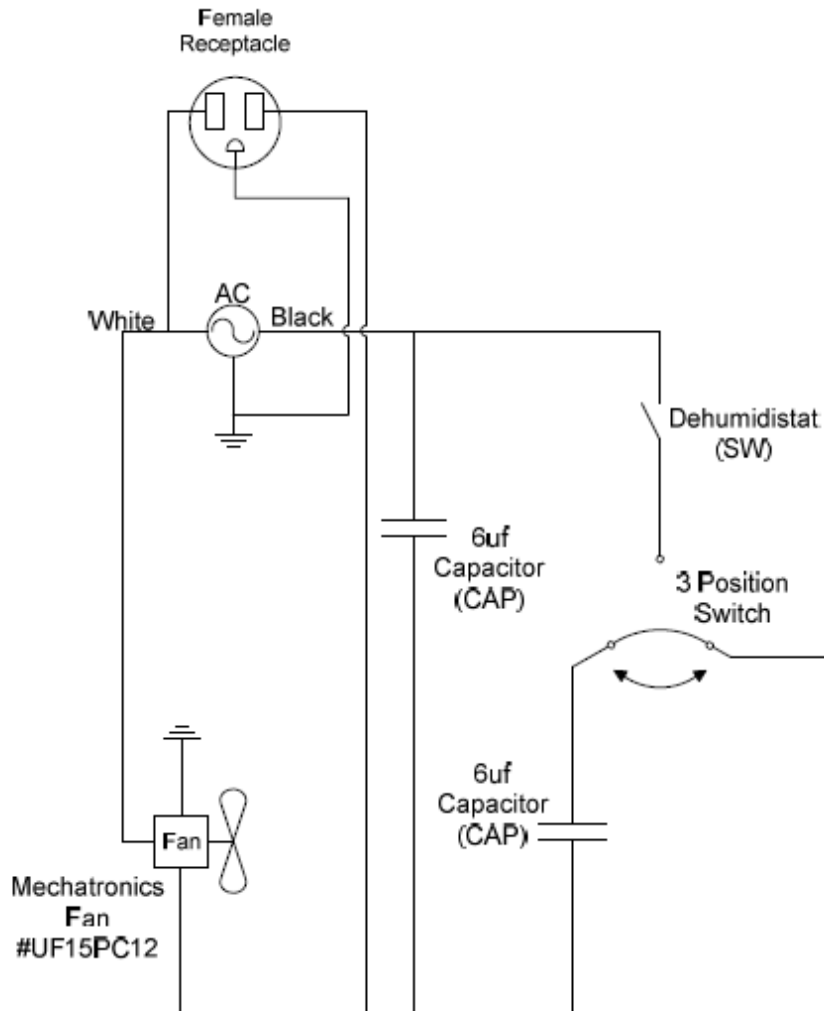 Female
Receptacle
AC
White
Black
Dehumidistat
(SW)
6uf
Capacitor
(CAP)
3 Position
Switch
6uf
Capacitor
(CAP)
Fan
Mechatronics
Fan
#UF15PC12